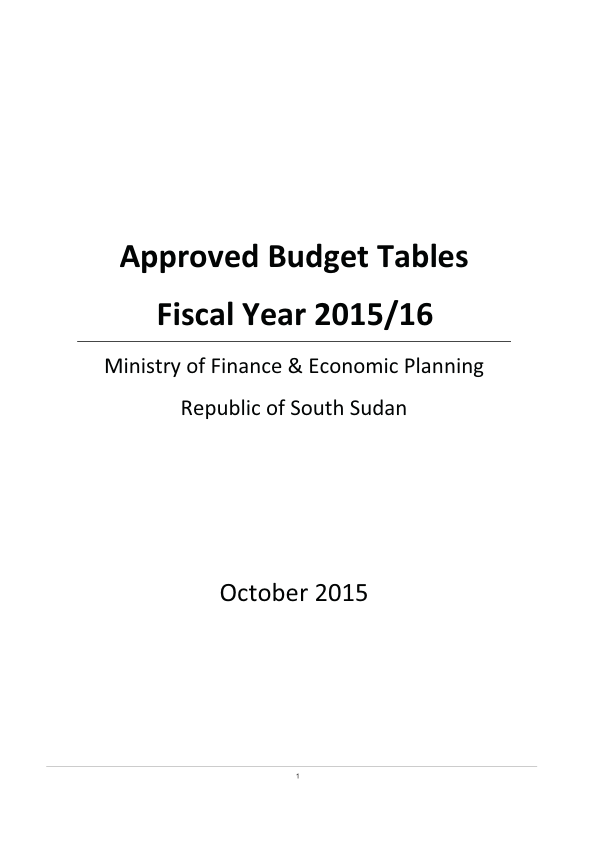 Approved Budget Tables
Fiscal Year 2015/16
Ministry of Finance & Economic Planning
Republic of South Sudan
October 2015
1